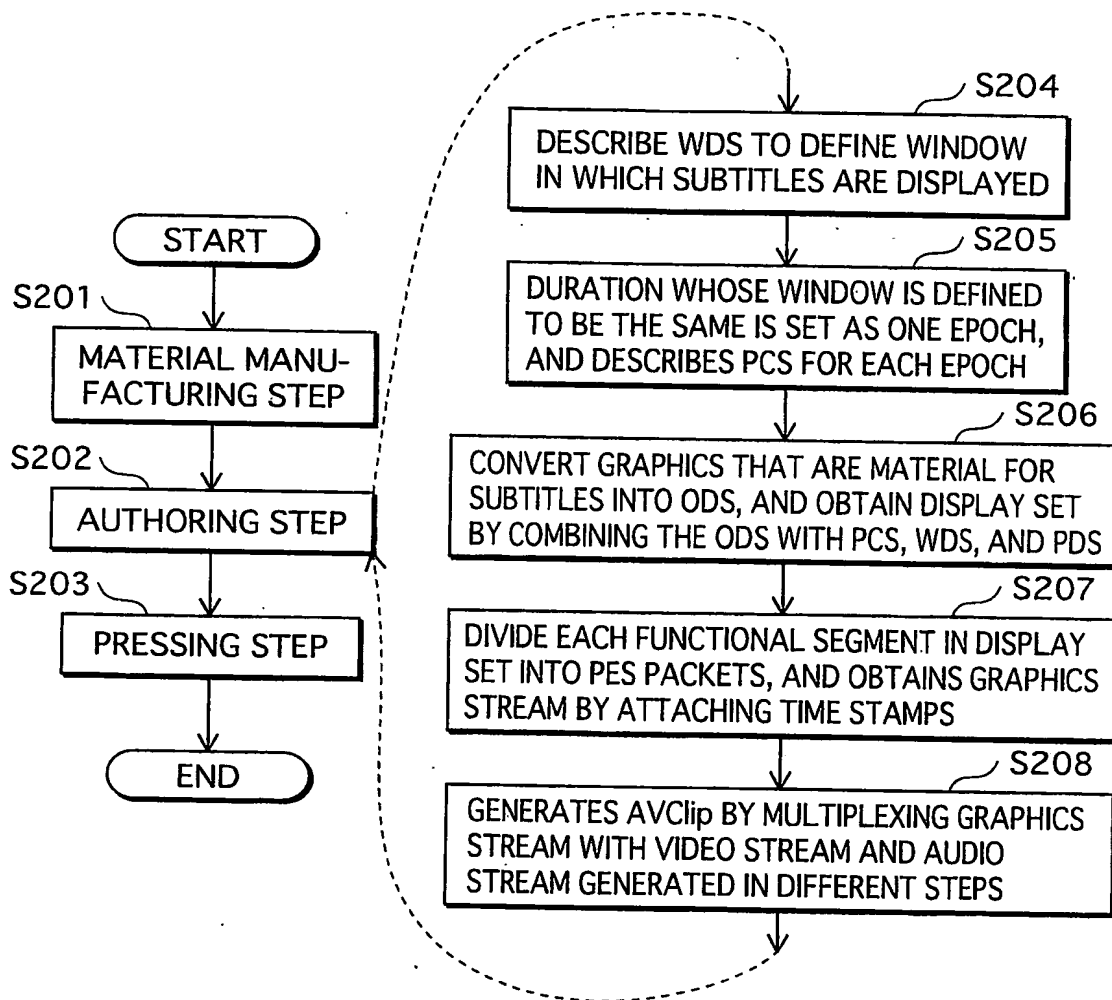 START
S201
MATERIAL MANU-
FACTURING STEP
S202
AUTHORING STEP
S203
PRESSING STEP
END
S204
DESCRIBE WDS TO DEFINE WINDOW
IN WHICH SUBTITLES ARE DISPLAYED
S205
DURATION WHOSE WINDOW IS DEFINED
TO BE THE SAME IS SET AS ONE EPOCH,
AND DESCRIBES PCS FOR EACH EPOCH
S206
CONVERT GRAPHICS THAT ARE MATERIAL FOR
SUBTITLES INTO ODS, AND OBTAIN DISPLAY SET
BY COMBINING THE ODS WITH PCS, WDS, AND PDS
S207
DIVIDE EACH FUNCTIONAL SEGMENT IN DISPLAY
SET INTO PES PACKETS, AND OBTAINS GRAPHICS
STREAM BY ATTACHING TIME STAMPS
S208
GENERATES AVClip BY MULTIPLEXING GRAPHICS
STREAM WITH VIDEO STREAM AND AUDIO
STREAM GENERATED IN DIFFERENT STEPS